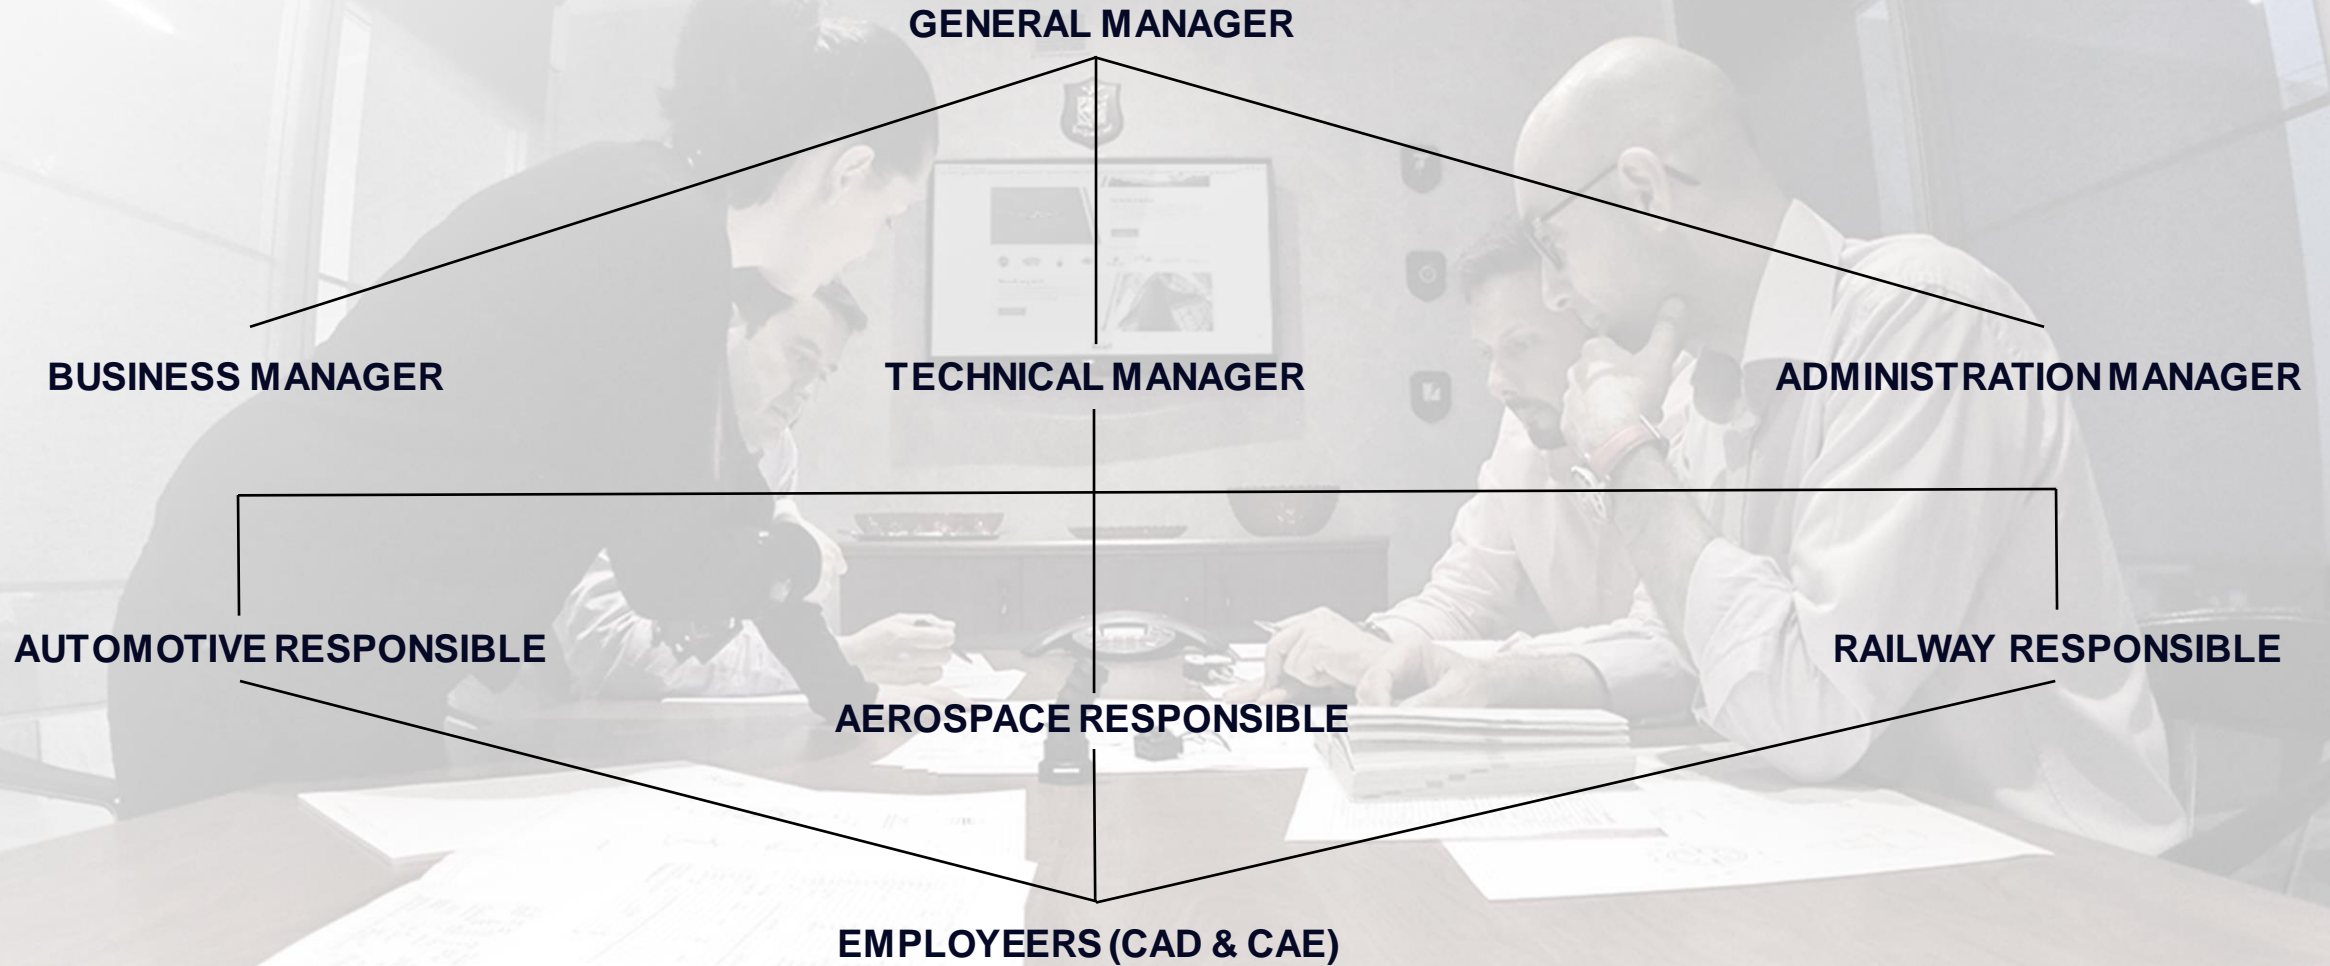 GENERAL MANAGER
BUSINESS MANAGER
TECHNICAL MANAGER
ADMINISTRATION MANAGER
AUTOMOTIVE RESPONSIBLE
RAILWAY RESPONSIBLE
AEROSPACE RESPONSIBLE
EMPLOYEERS (CAD & CAE)